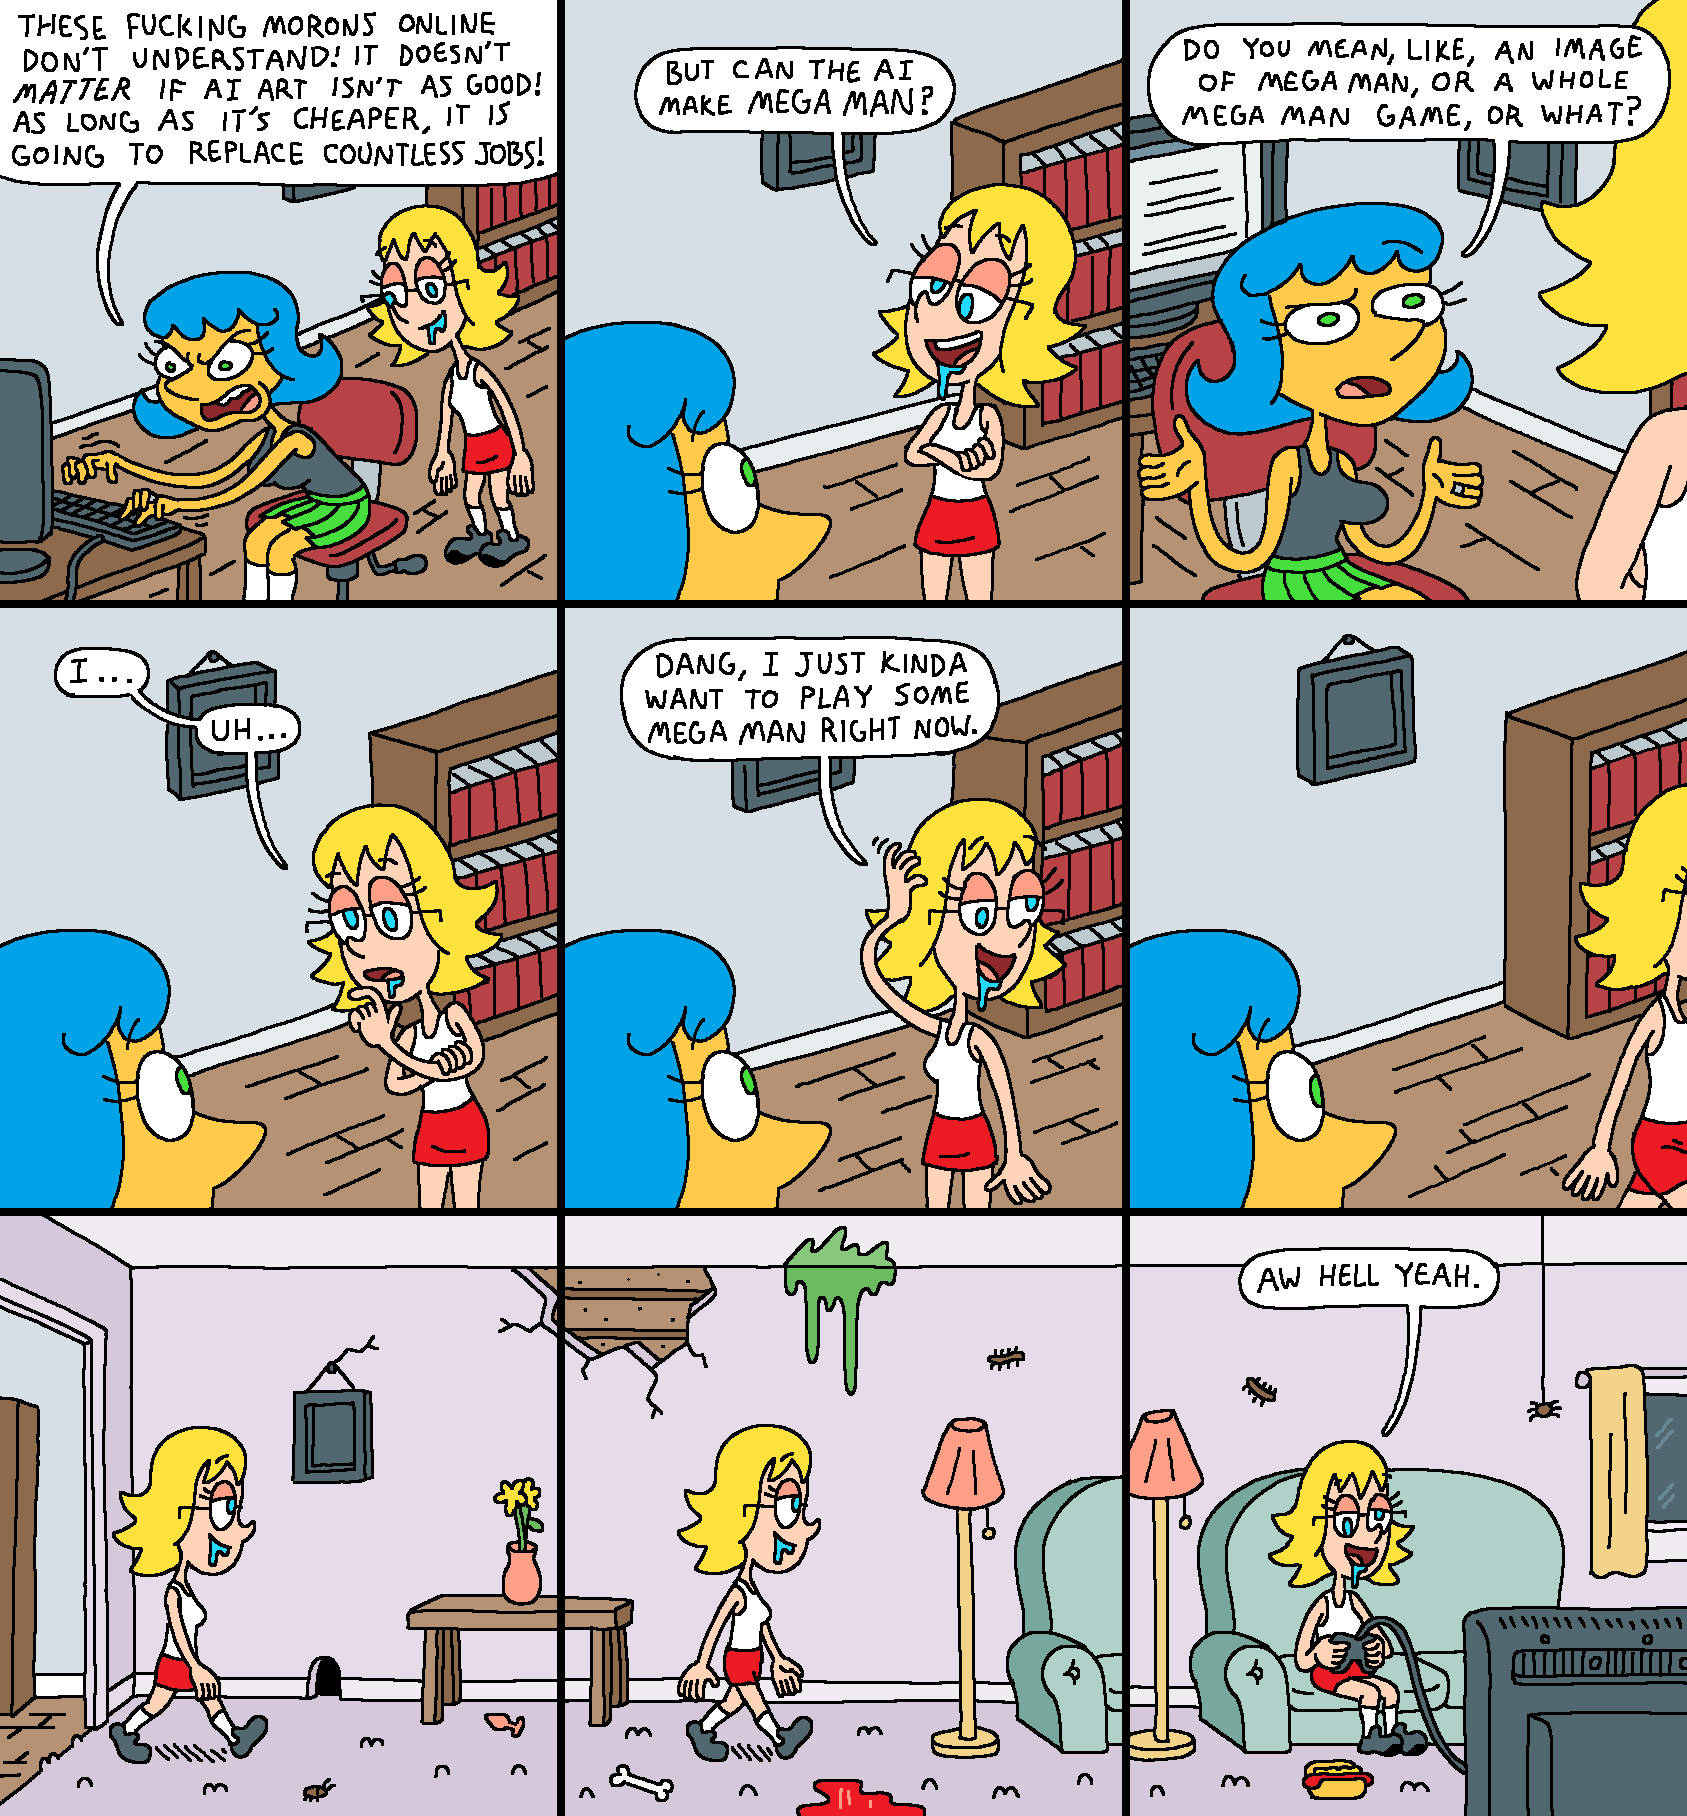 THESE FUCKING MORONS ONLINE
DON'T UNDERSTAND! IT DOESN'T
MATTER IF AI ART ISN'T AS GOOD!
AS LONG AS IT'S CHEAPER, IT IS
GOING TO REPLACE COUNTLESS JOBS!
BUT CAN THE AI
MAKE MEGA MAN?
DO YOU MEAN, LIKE, AN IMAGE
OF MEGA MAN, OR A WHOLE
MEGA MAN GAME, OR WHAT?
I...
UH...
DANG, I JUST KINDA
WANT TO PLAY SOME
MEGA MAN RIGHT NOW.
AW HELL YEAH.